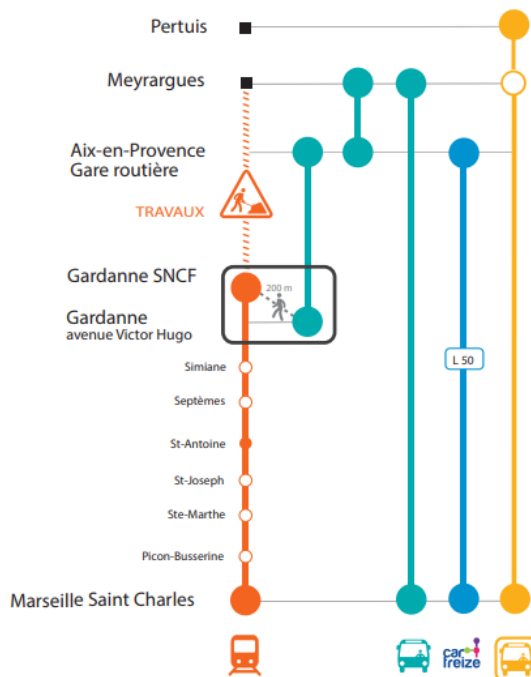 Pertuis
Meyrargues
Aix-en-Provence
Gare routière
TRAVAUX
Gardanne SNCF
200 m
Gardanne
avenue Victor Hugo
Simiane
L 50
Septèmes
St-Antoine
St-Joseph
Ste-Marthe
Picon-Busserine
Marseille Saint Charles
car
treize